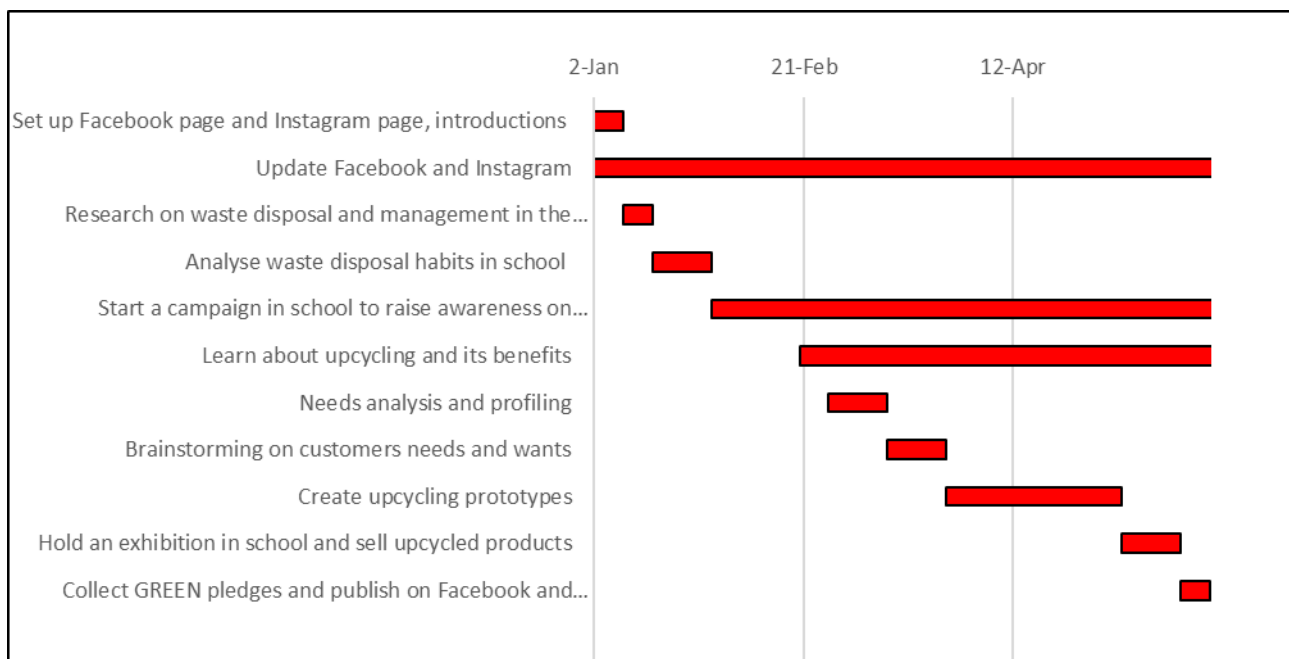 2-Jan 21-Feb 12-Apr
Set up Facebook page and Instagram page, introductions
Update Facebook and Instagram
Research on waste disposal and management in the...
Analyse waste disposal habits in school
Start a campaign in school to raise awareness on...
Learn about upcycling and its benefits
Needs analysis and profiling
Brainstorming on customers needs and wants
Create upcycling prototypes
Hold an exhibition in school and sell upcycled products
Collect GREEN pledges and publish on Facebook and...